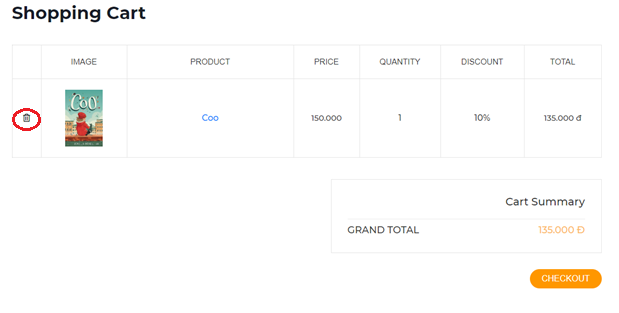 Shopping Cart
IMAGE PRODUCT PRICE QUANTITY DISCOUNT TOTAL
COO
Coo 150.000 1 10% 135.000 đ
Cart Summary
GRAND TOTAL 135.000 Đ
CHECKOUT